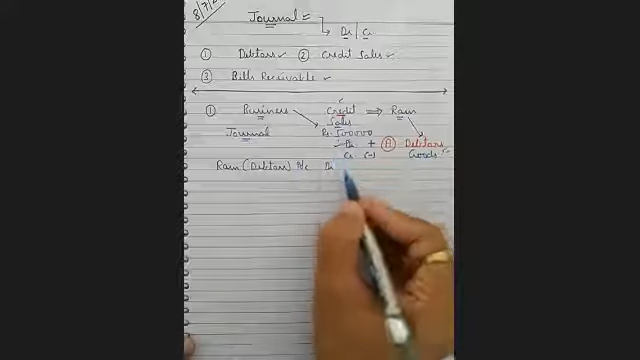 8/7/2
Journal =
Dr | Cr
① Debtors ✓ ② Credit Sales ✓
③ Bills Receivable ✓
① Business Credit ⇒ Ram
Sales
Journal Rs. 500000
Dr + Ⓐ Debtors
Cr (-) Goods
Ram (Debtors) A/c Dr